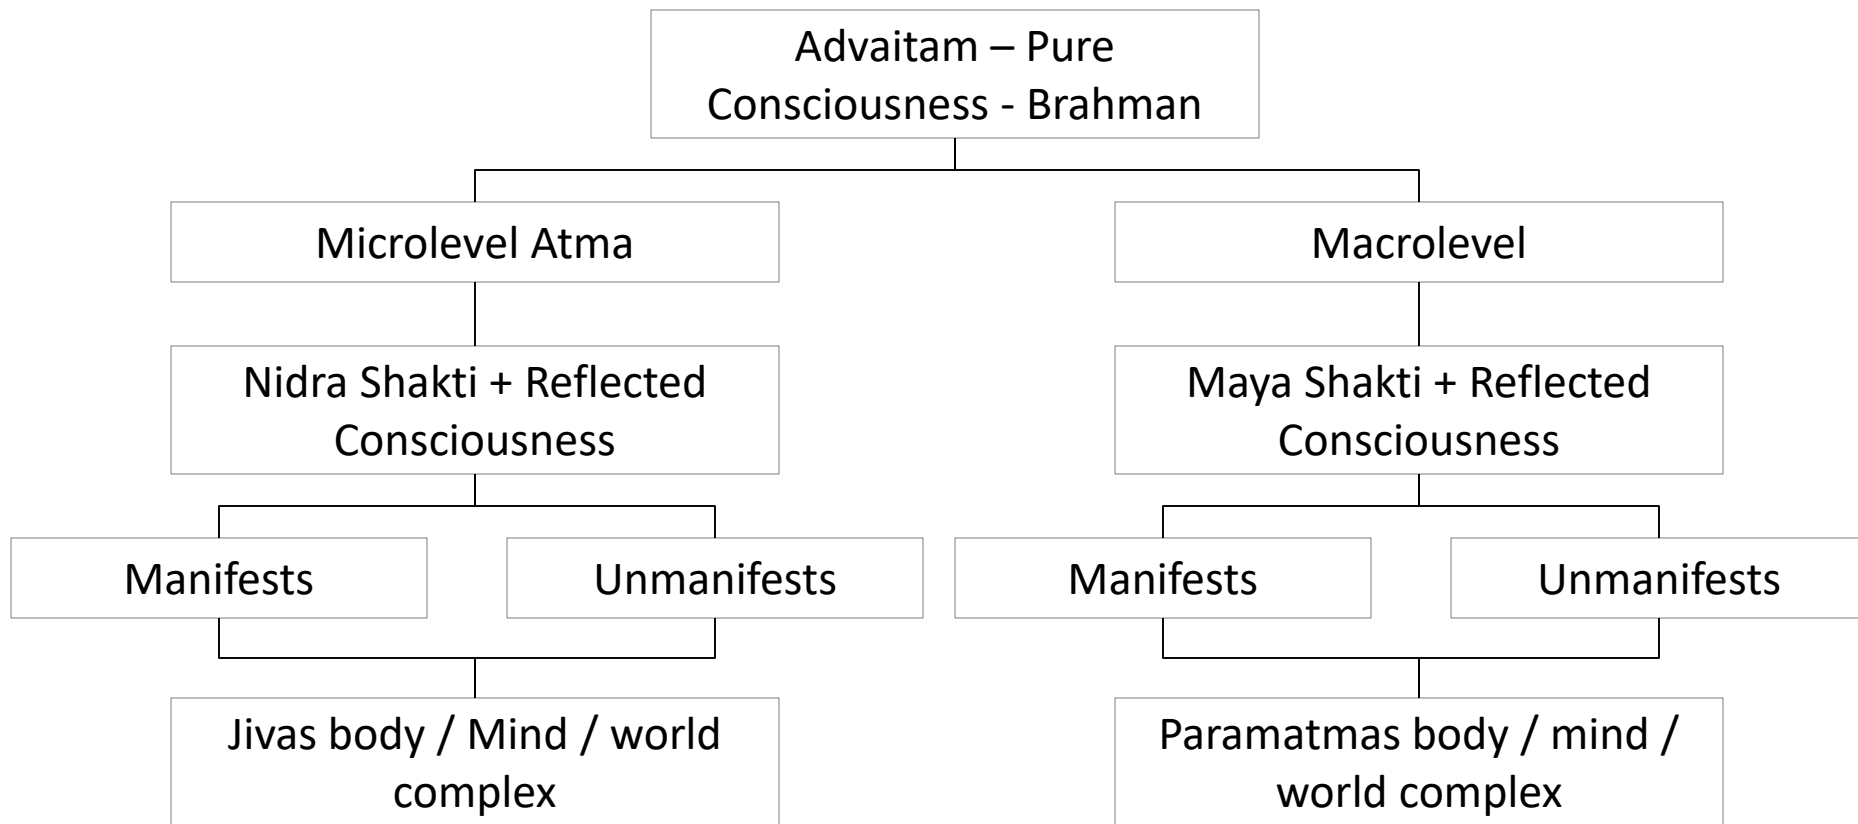 Advaitam – Pure
Consciousness - Brahman
Microlevel Atma
Macrolevel
Nidra Shakti + Reflected
Consciousness
Maya Shakti + Reflected
Consciousness
Manifests
Unmanifests
Manifests
Unmanifests
Jivas body / Mind / world
complex
Paramatmas body / mind /
world complex